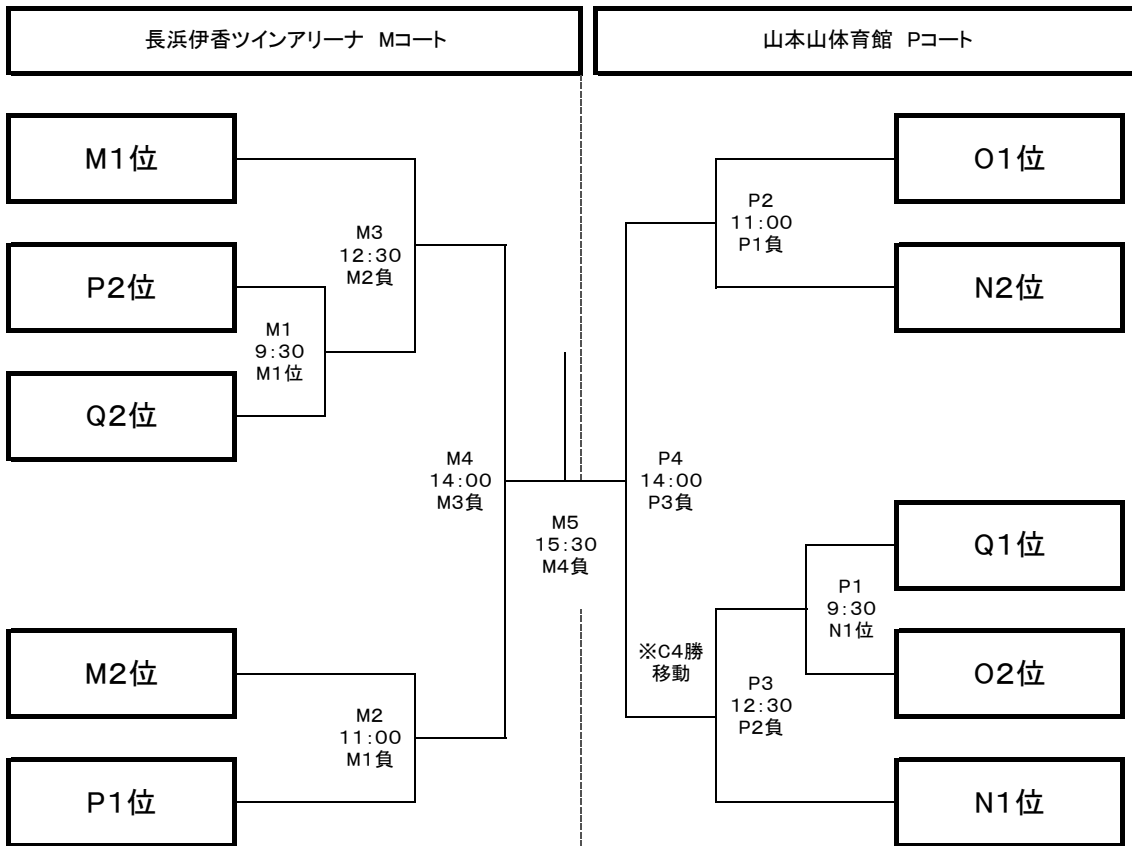 長浜伊香ツインアリーナ Mコート
山本山体育館 Pコート
M1位
P2位
Q2位
M2位
P1位
M3
12:30
M2負
M1
9:30
M1位
M4
14:00
M3負
M2
11:00
M1負
M5
15:30
M4負
P2
11:00
P1負
P4
14:00
P3負
※C4勝
移動
P1
9:30
N1位
P3
12:30
P2負
O1位
N2位
Q1位
O2位
N1位